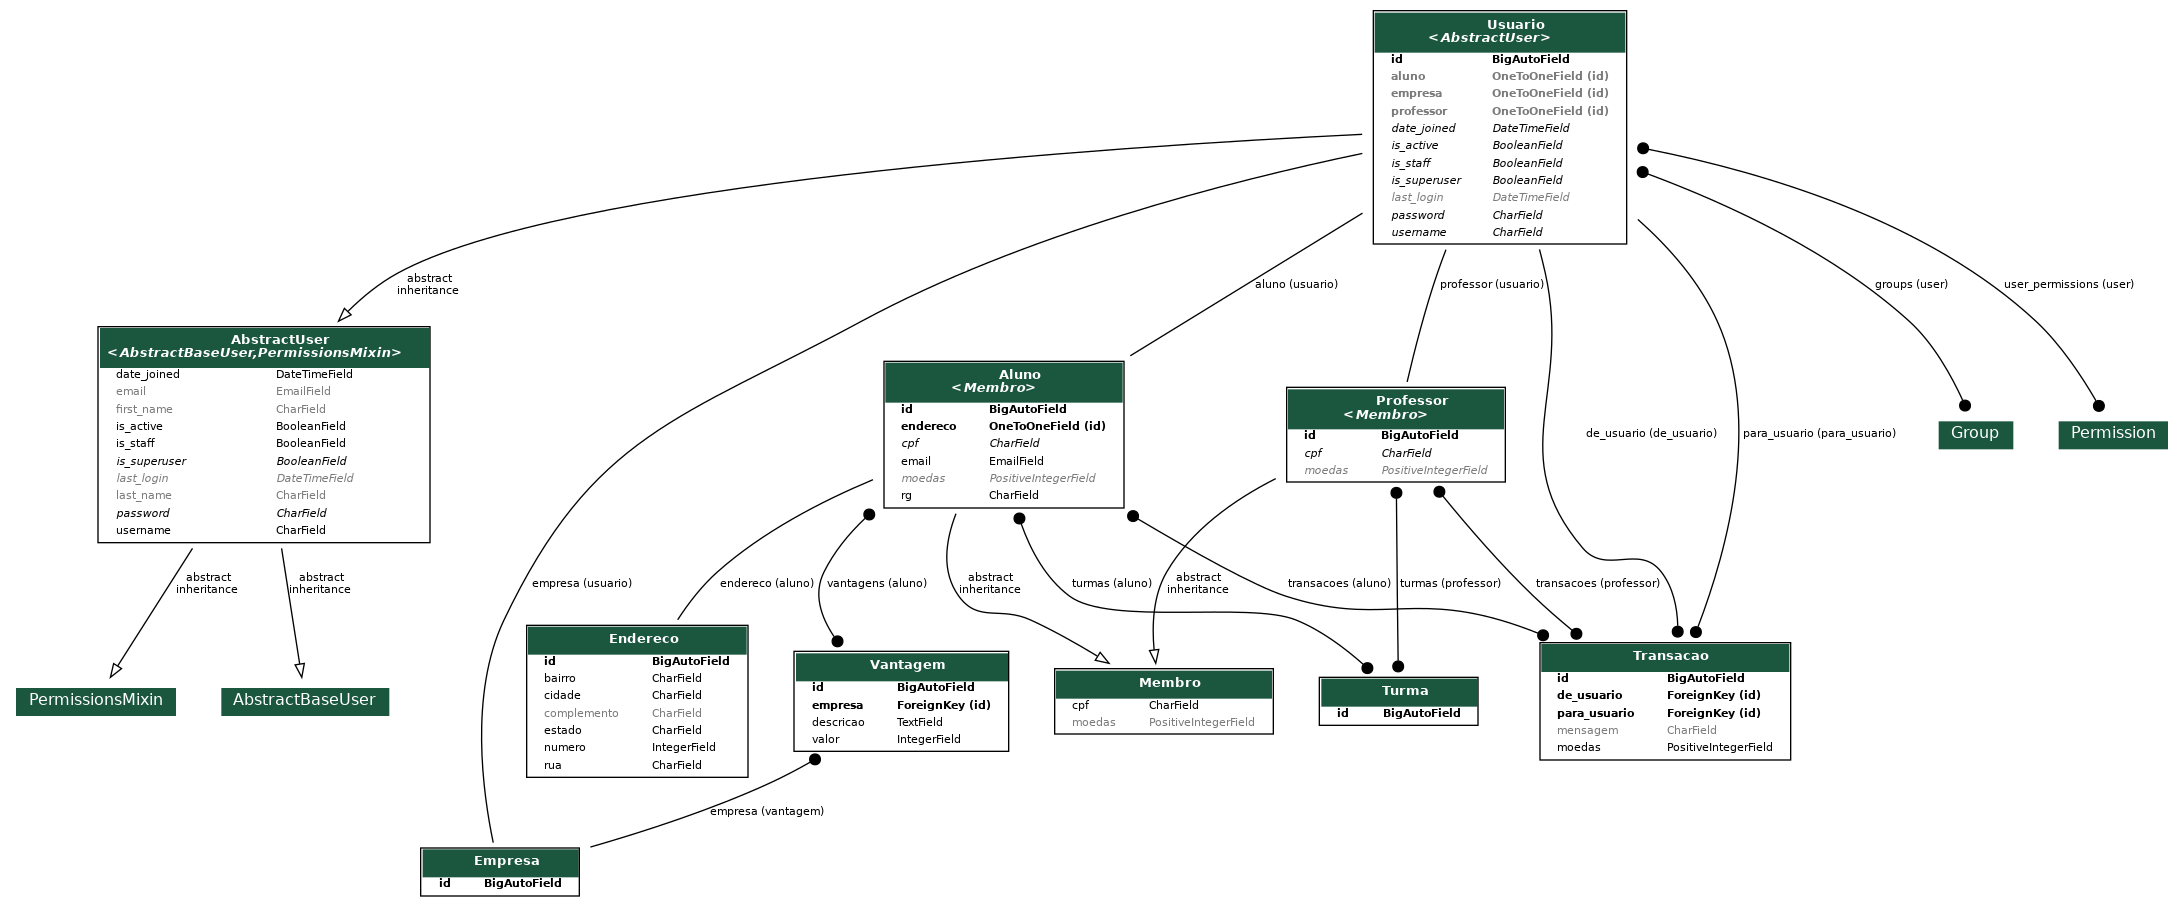 Usuario
<AbstractUser>
id BigAutoField
aluno OneToOneField (id)
empresa OneToOneField (id)
professor OneToOneField (id)
date_joined DateTimeField
is_active BooleanField
is_staff BooleanField
is_superuser BooleanField
last_login DateTimeField
password CharField
username CharField
abstract
inheritance
aluno (usuario)
professor (usuario)
groups (user)
user_permissions (user)
AbstractUser
<AbstractBaseUser,PermissionsMixin>
date_joined DateTimeField
email EmailField
first_name CharField
is_active BooleanField
is_staff BooleanField
is_superuser BooleanField
last_login DateTimeField
last_name CharField
password CharField
username CharField
Aluno
<Membro>
id BigAutoField
endereco OneToOneField (id)
cpf CharField
email EmailField
moedas PositiveIntegerField
rg CharField
Professor
<Membro>
id BigAutoField
cpf CharField
moedas PositiveIntegerField
de_usuario (de_usuario)
para_usuario (para_usuario)
Group
Permission
abstract
inheritance
abstract
inheritance
empresa (usuario)
endereco (aluno)
vantagens (aluno)
abstract
inheritance
turmas (aluno)
abstract
inheritance
transacoes (aluno)
turmas (professor)
transacoes (professor)
PermissionsMixin
AbstractBaseUser
Endereco
id BigAutoField
bairro CharField
cidade CharField
complemento CharField
estado CharField
numero IntegerField
rua CharField
Vantagem
id BigAutoField
empresa ForeignKey (id)
descricao TextField
valor IntegerField
Membro
cpf CharField
moedas PositiveIntegerField
Turma
id BigAutoField
Transacao
id BigAutoField
de_usuario ForeignKey (id)
para_usuario ForeignKey (id)
mensagem CharField
moedas PositiveIntegerField
empresa (vantagem)
Empresa
id BigAutoField